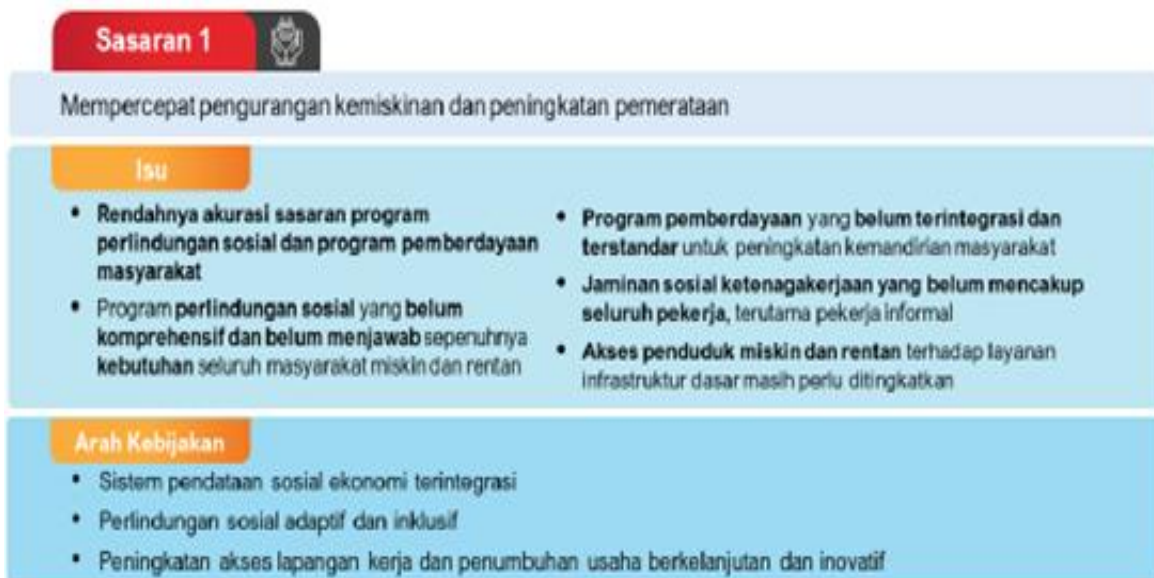 Sasaran 1
Mempercepat pengurangan kemiskinan dan peningkatan pemerataan
Isu
• Rendahnya akurasi sasaran program
perlindungan sosial dan program pemberdayaan
masyarakat
• Program perlindungan sosial yang belum
komprehensif dan belum menjawab sepenuhnya
kebutuhan seluruh masyarakat miskin dan rentan
• Program pemberdayaan yang belum terintegrasi dan
terstandar untuk peningkatan kemandirian masyarakat
• Jaminan sosial ketenagakerjaan yang belum mencakup
seluruh pekerja, terutama pekerja informal
• Akses penduduk miskin dan rentan terhadap layanan
infrastruktur dasar masih perlu ditingkatkan
Arah Kebijakan
• Sistem pendataan sosial ekonomi terintegrasi
• Perlindungan sosial adaptif dan inklusif
• Peningkatan akses lapangan kerja dan penumbuhan usaha berkelanjutan dan inovatif